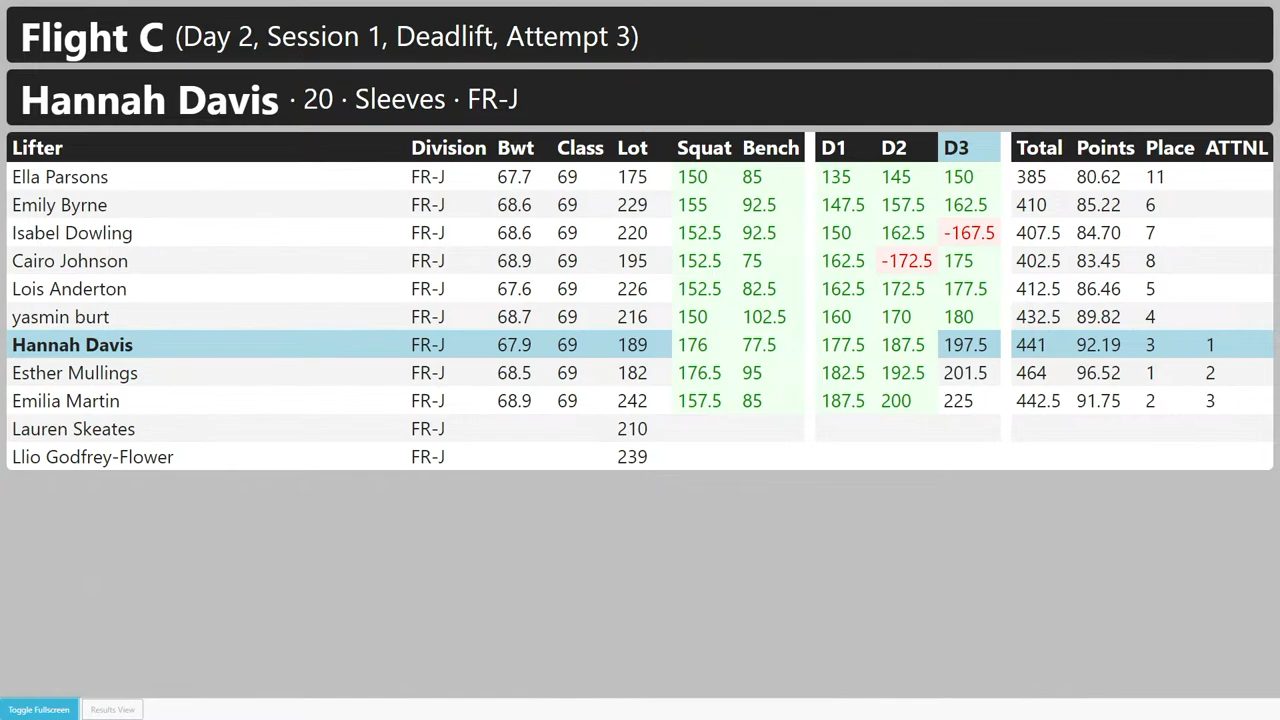 Flight C (Day 2, Session 1, Deadlift, Attempt 3)
Hannah Davis · 20 · Sleeves · FR-J
Lifter Division Bwt Class Lot Squat Bench D1 D2 D3 Total Points Place ATTNL
Ella Parsons FR-J 67.7 69 175 150 85 135 145 150 385 80.62 11
Emily Byrne FR-J 68.6 69 229 155 92.5 147.5 157.5 162.5 410 85.22 6
Isabel Dowling FR-J 68.6 69 220 152.5 92.5 150 162.5 -167.5 407.5 84.70 7
Cairo Johnson FR-J 68.9 69 195 152.5 75 162.5 -172.5 175 402.5 83.45 8
Lois Anderton FR-J 67.6 69 226 152.5 82.5 162.5 172.5 177.5 412.5 86.46 5
yasmin burt FR-J 68.7 69 216 150 102.5 160 170 180 432.5 89.82 4
Hannah Davis FR-J 67.9 69 189 176 77.5 177.5 187.5 197.5 441 92.19 3 1
Esther Mullings FR-J 68.5 69 182 176.5 95 182.5 192.5 201.5 464 96.52 1 2
Emilia Martin FR-J 68.9 69 242 157.5 85 187.5 200 225 442.5 91.75 2 3
Lauren Skeates FR-J 210
Llio Godfrey-Flower FR-J 239
Toggle Fullscreen Results View